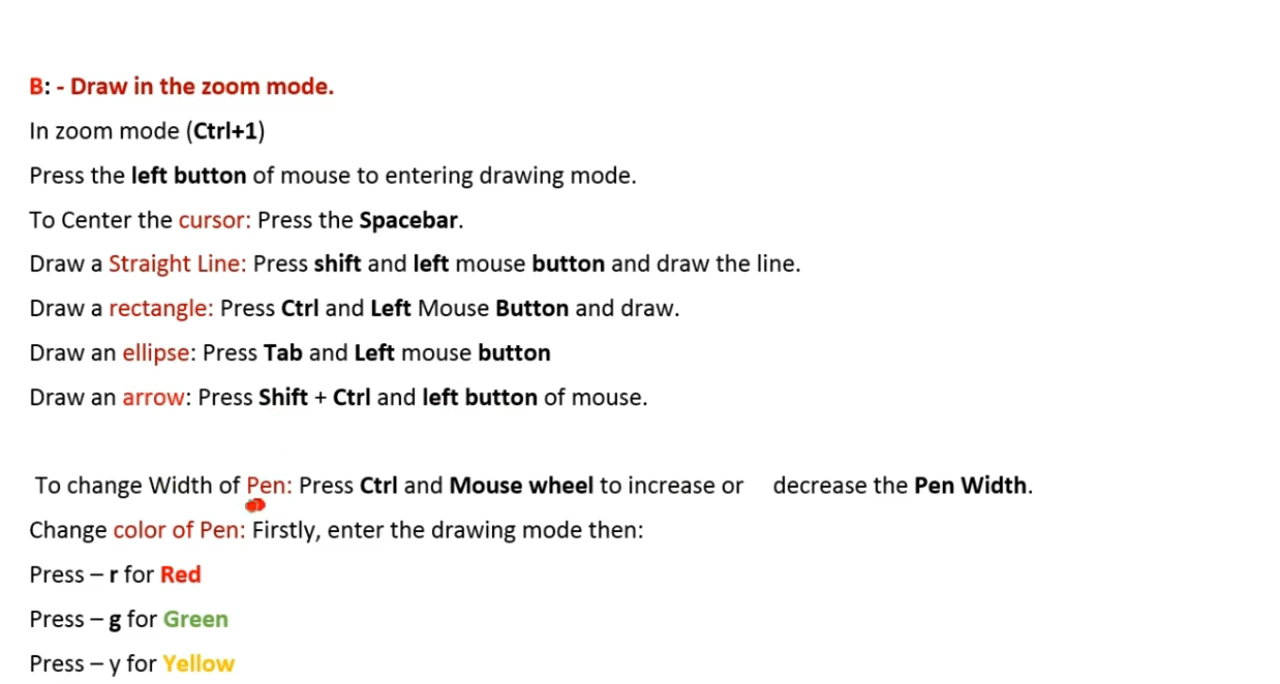 B: - Draw in the zoom mode.
In zoom mode (Ctrl+1)
Press the left button of mouse to entering drawing mode.
To Center the cursor: Press the Spacebar.
Draw a Straight Line: Press shift and left mouse button and draw the line.
Draw a rectangle: Press Ctrl and Left Mouse Button and draw.
Draw an ellipse: Press Tab and Left mouse button
Draw an arrow: Press Shift + Ctrl and left button of mouse.
To change Width of Pen: Press Ctrl and Mouse wheel to increase or decrease the Pen Width.
Change color of Pen: Firstly, enter the drawing mode then:
Press – r for Red
Press – g for Green
Press – y for Yellow